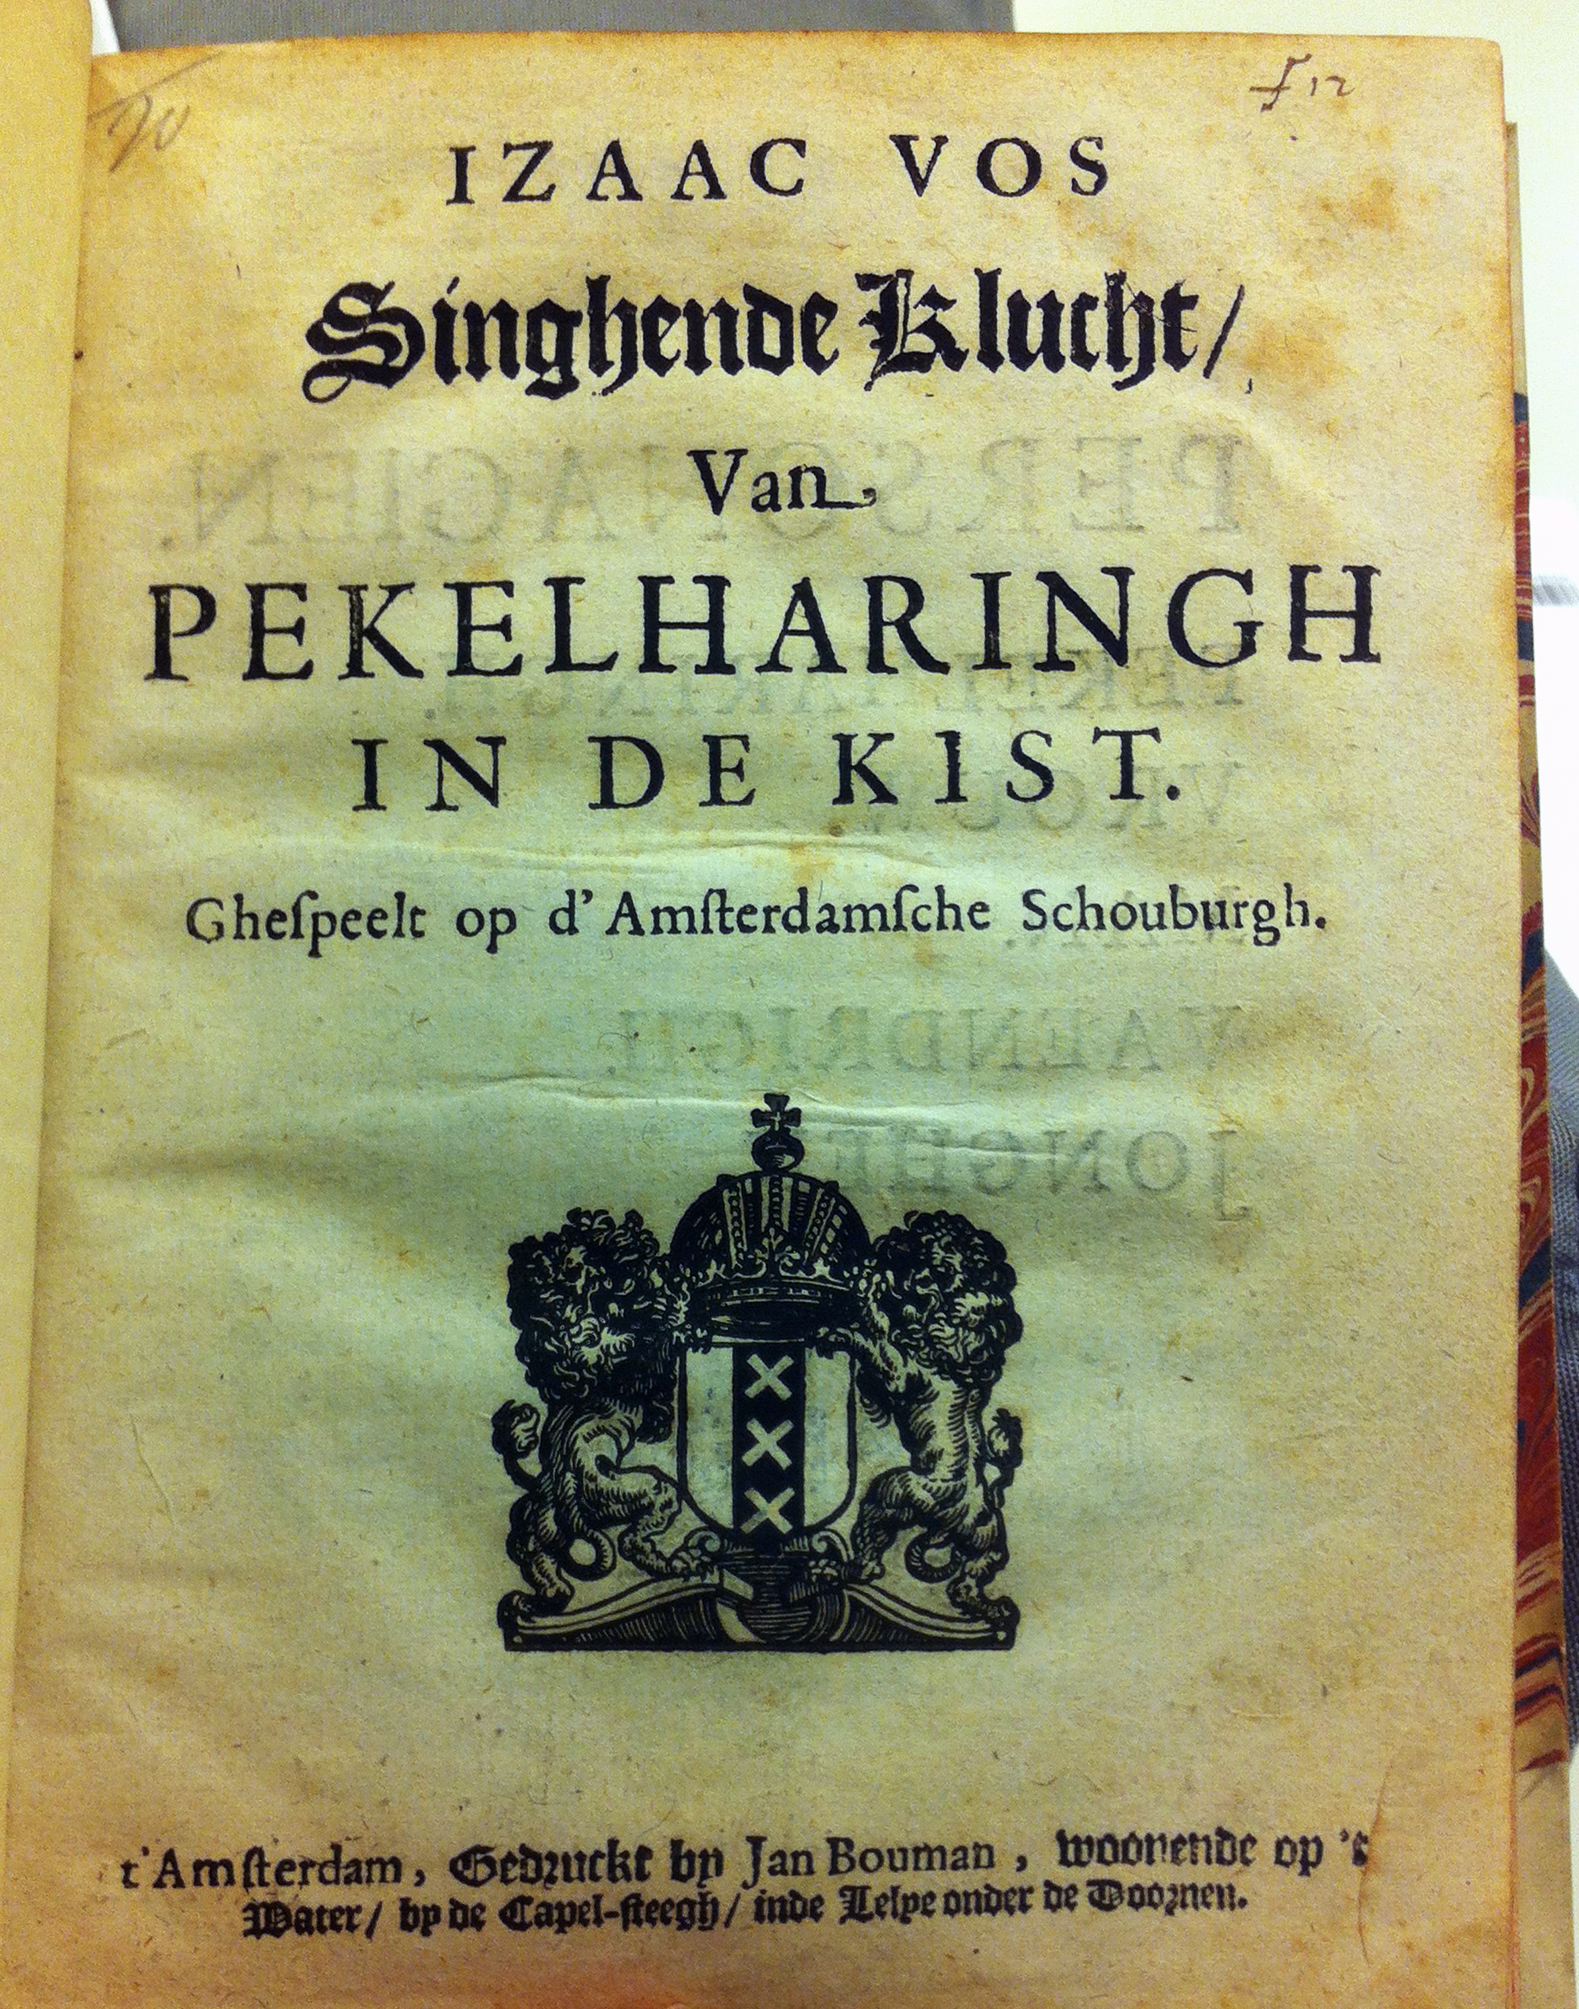 ƒ 12
IZAAC VOS
Singhende Klucht/
Van
PEKELHARINGH
IN DE KIST.
Gheſpeelt op d' Amſterdamſche Schouburgh.
t'Amſterdam, Gedruckt by Jan Bouman, woonende op 't
Water/ by de Capel-ſteegh/ inde Lelye onder de Doornen.